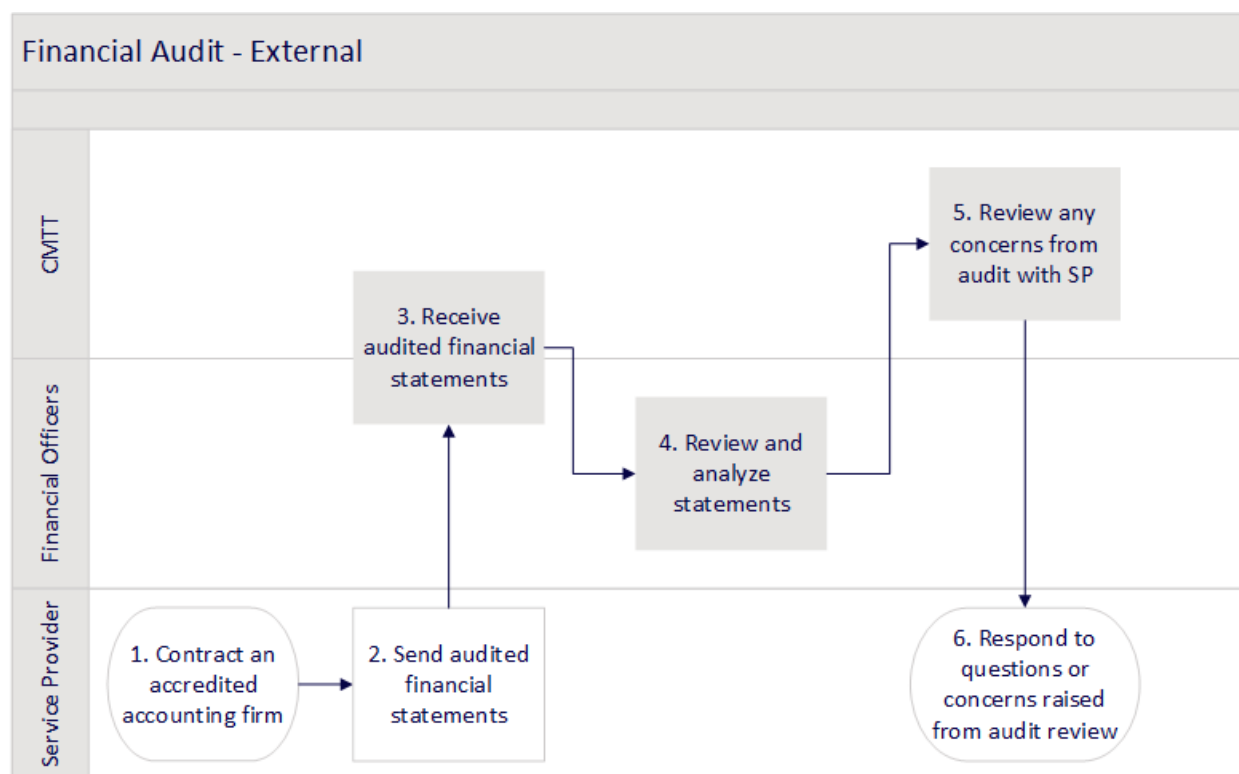 Financial Audit - External
CMTT
Financial Officers
Service Provider
1. Contract an
accredited
accounting firm
2. Send audited
financial
statements
3. Receive
audited financial
statements
4. Review and
analyze
statements
5. Review any
concerns from
audit with SP
6. Respond to
questions or
concerns raised
from audit review